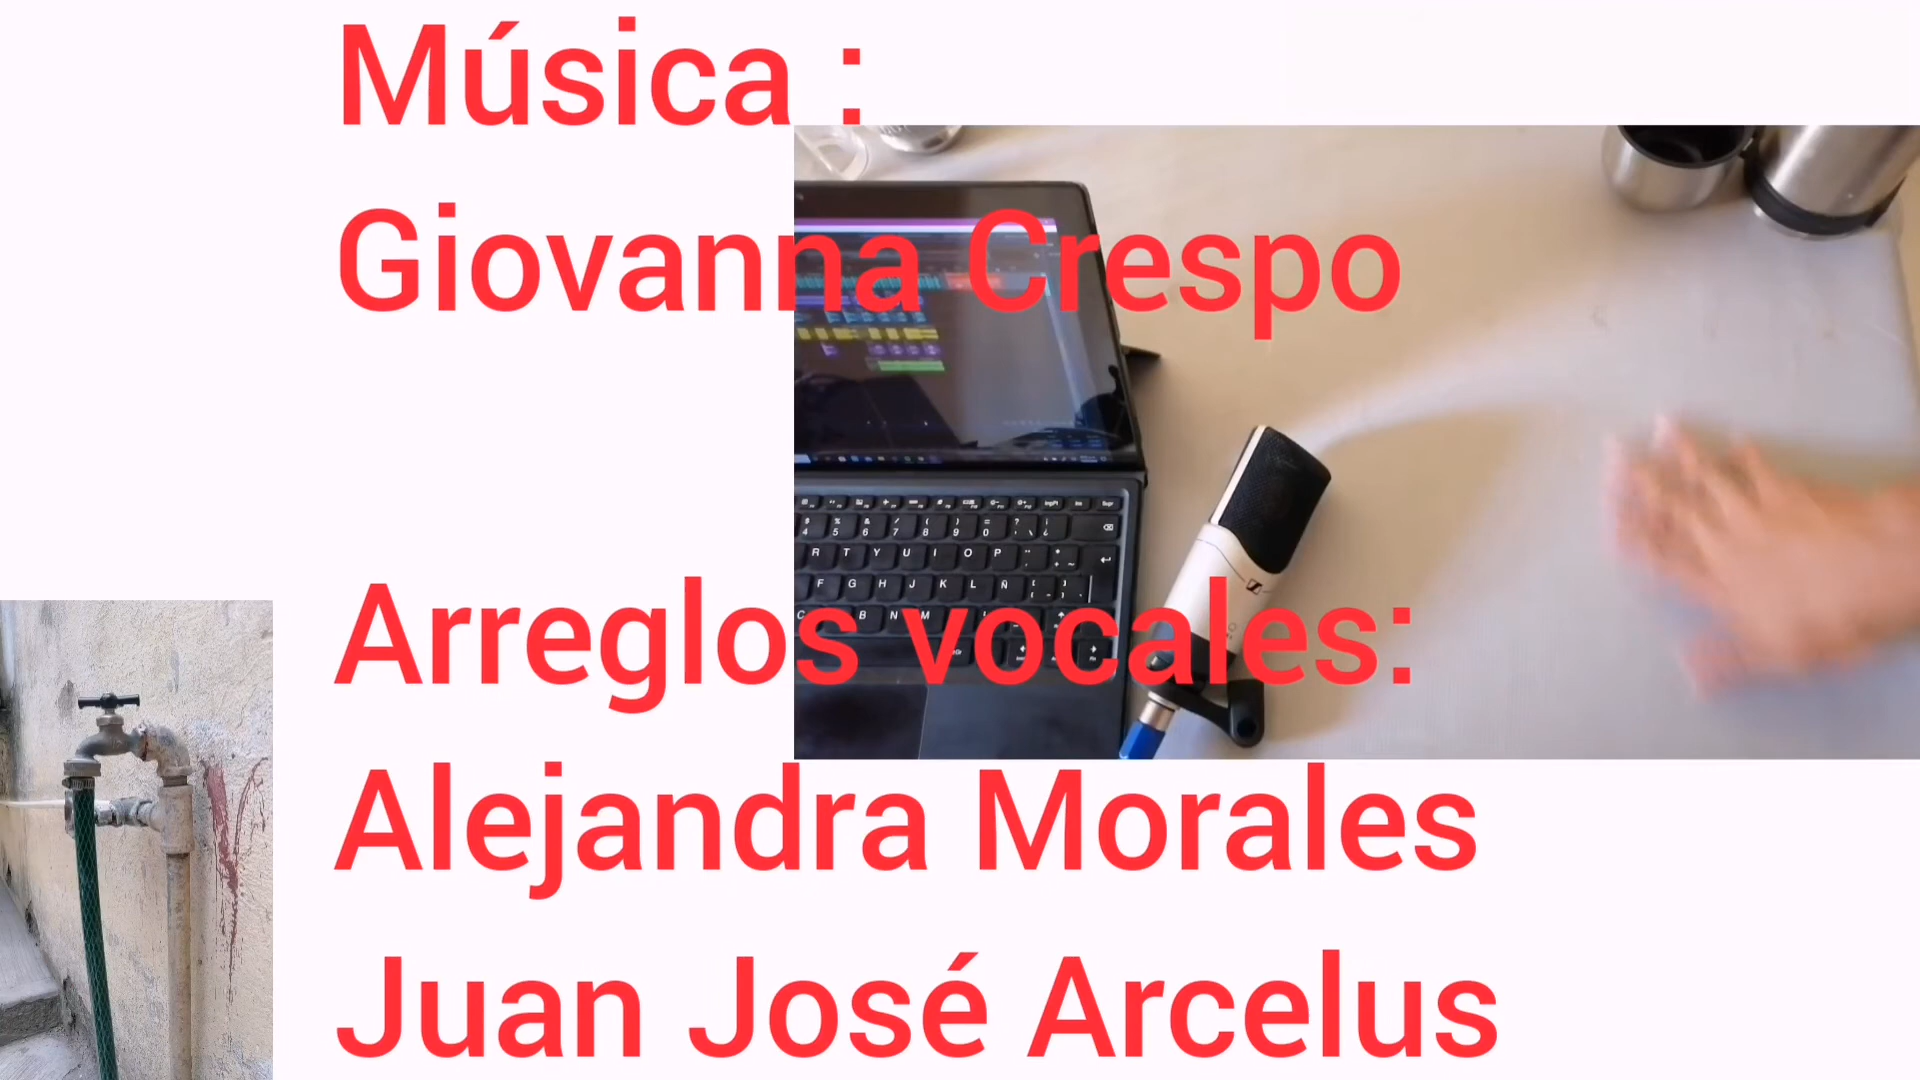 Música :
Giovanna Crespo
Arreglos vocales:
Alejandra Morales
Juan José Arcelus